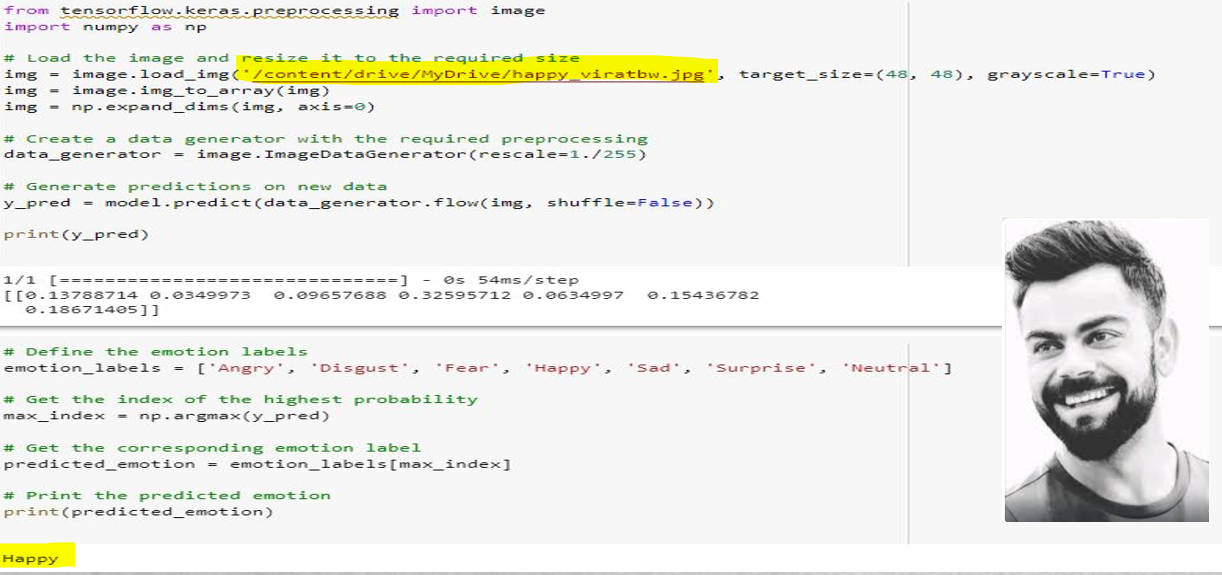 from tensorflow.keras.preprocessing import image
import numpy as np
# Load the image and resize it to the required size
img = image.load_img('/content/drive/MyDrive/happy_viratbw.jpg', target_size=(48, 48), grayscale=True)
img = image.img_to_array(img)
img = np.expand_dims(img, axis=0)
# Create a data generator with the required preprocessing
data_generator = image.ImageDataGenerator(rescale=1./255)
# Generate predictions on new data
y_pred = model.predict(data_generator.flow(img, shuffle=False))
print(y_pred)
1/1 [==============================] - 0s 54ms/step
[[0.13788714 0.0349973  0.09657688 0.32595712 0.0634997  0.15436782
  0.18671405]]
# Define the emotion labels
emotion_labels = ['Angry', 'Disgust', 'Fear', 'Happy', 'Sad', 'Surprise', 'Neutral']
# Get the index of the highest probability
max_index = np.argmax(y_pred)
# Get the corresponding emotion label
predicted_emotion = emotion_labels[max_index]
# Print the predicted emotion
print(predicted_emotion)
Happy